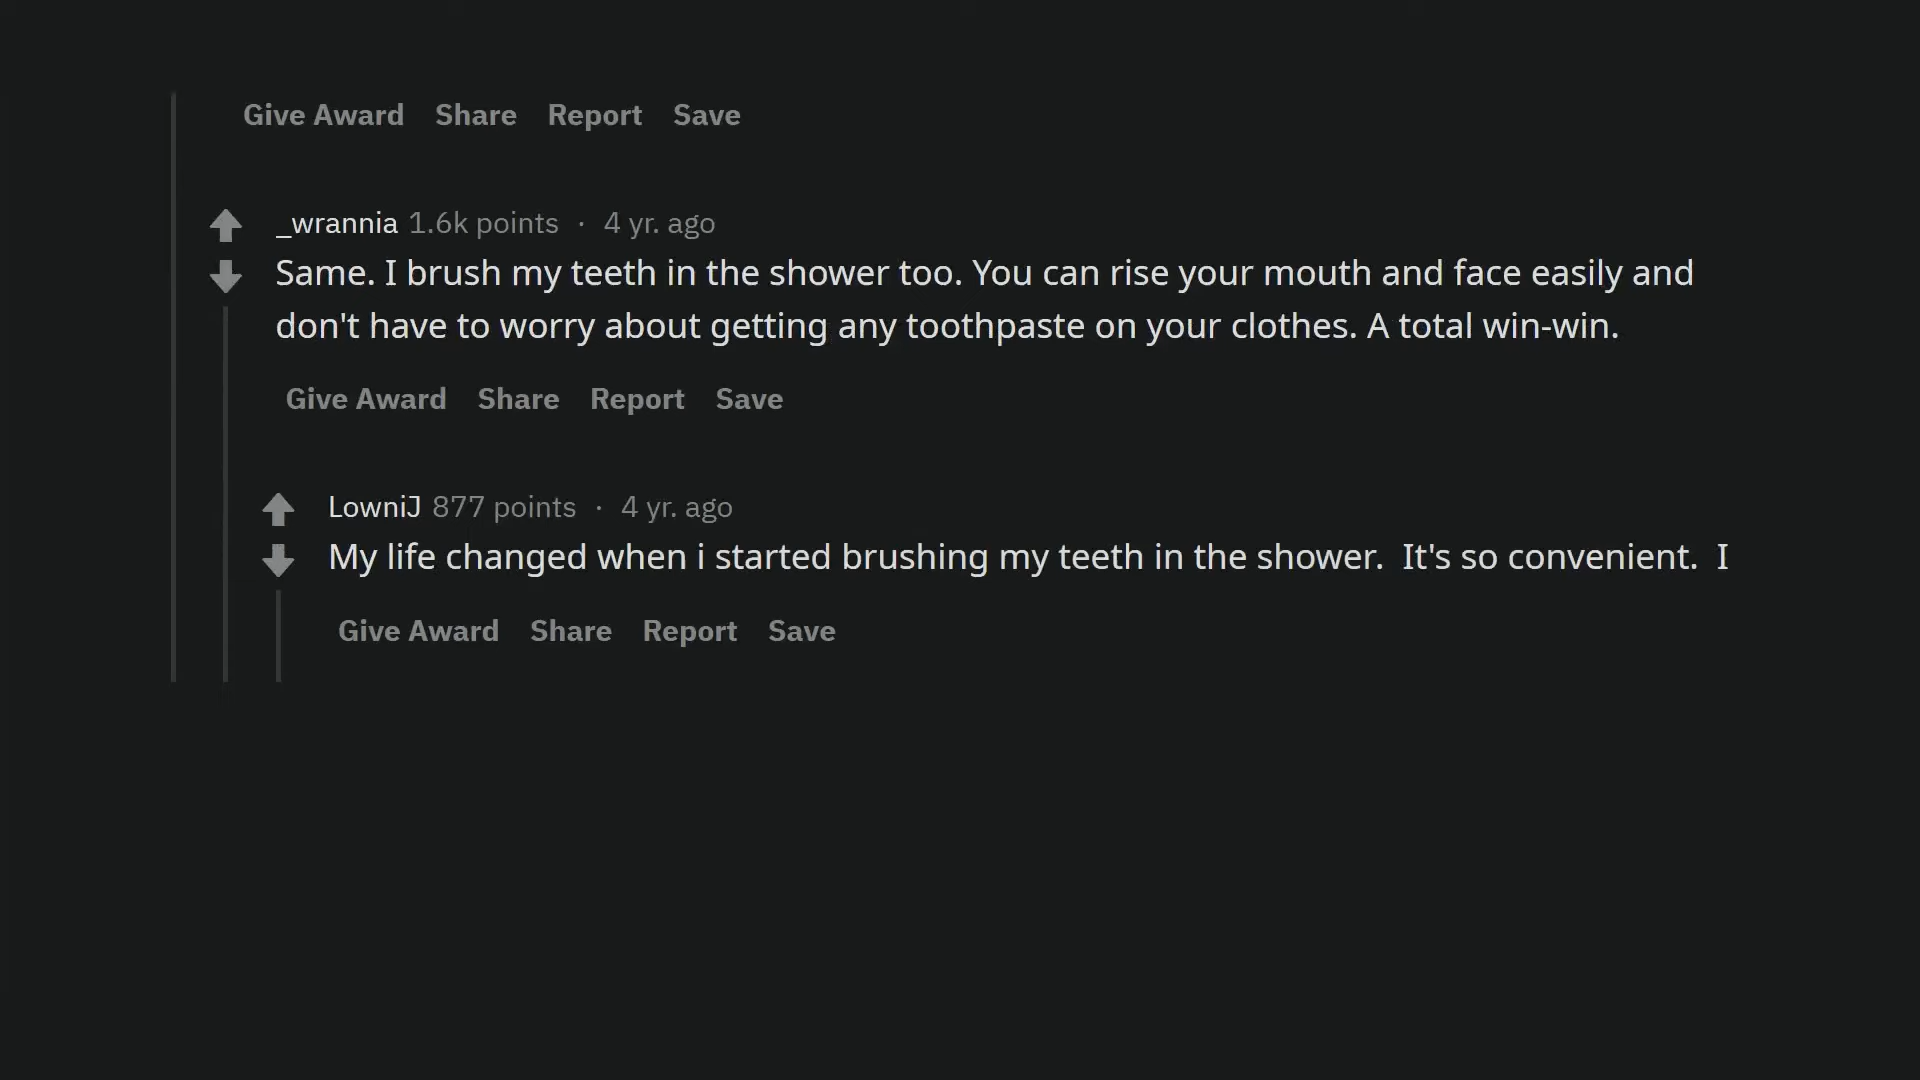 Give Award Share Report Save
_wrannia 1.6k points · 4 yr. ago
Same. I brush my teeth in the shower too. You can rise your mouth and face easily and
don't have to worry about getting any toothpaste on your clothes. A total win-win.
Give Award Share Report Save
LowniJ 877 points · 4 yr. ago
My life changed when i started brushing my teeth in the shower.  It's so convenient.  I
Give Award Share Report Save